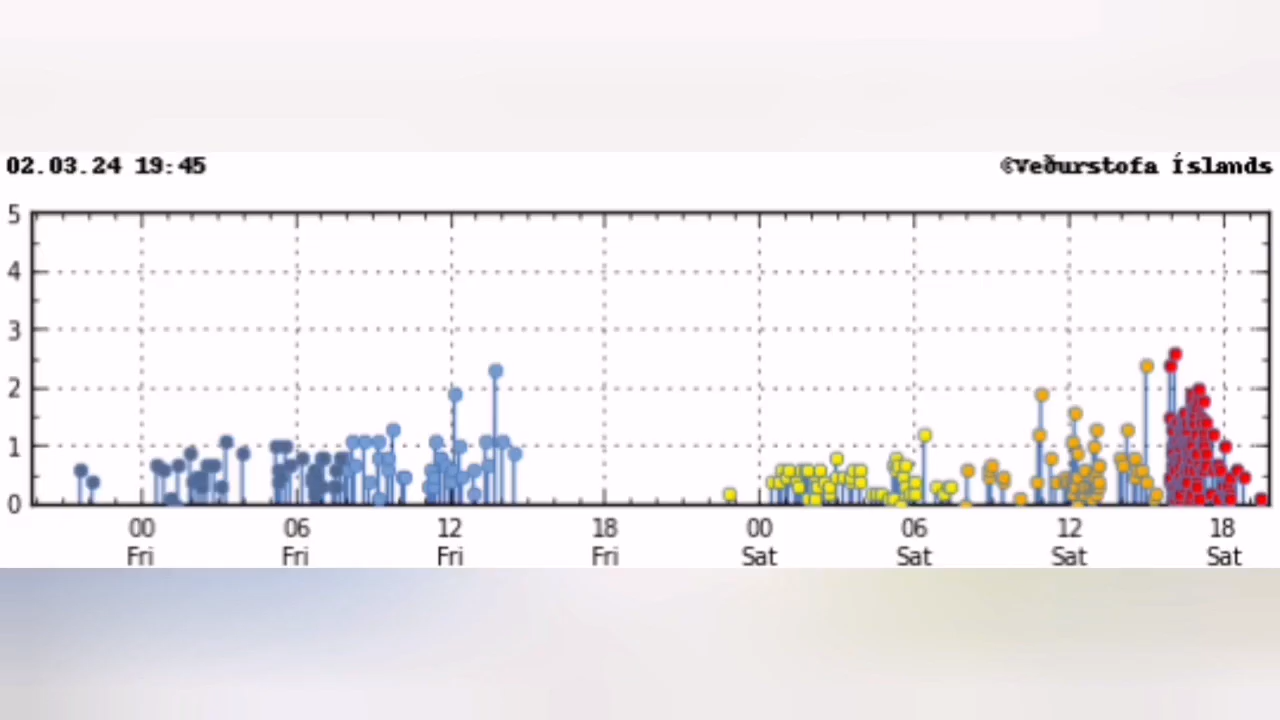 02.03.24 19:45 ©Veðurstofa Íslands
5
4
3
2
1
0
00 06 12 18 00 06 12 18
Fri Fri Fri Fri Sat Sat Sat Sat